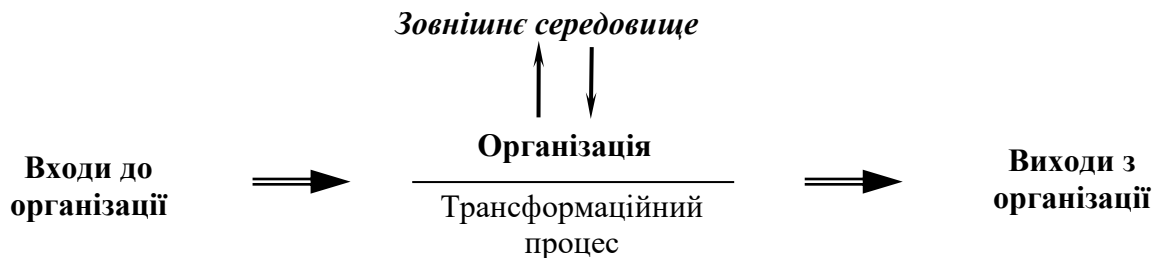 Зовнішнє середовище
Організація
Входи до
організації
Трансформаційний
процес
Виходи з
організації